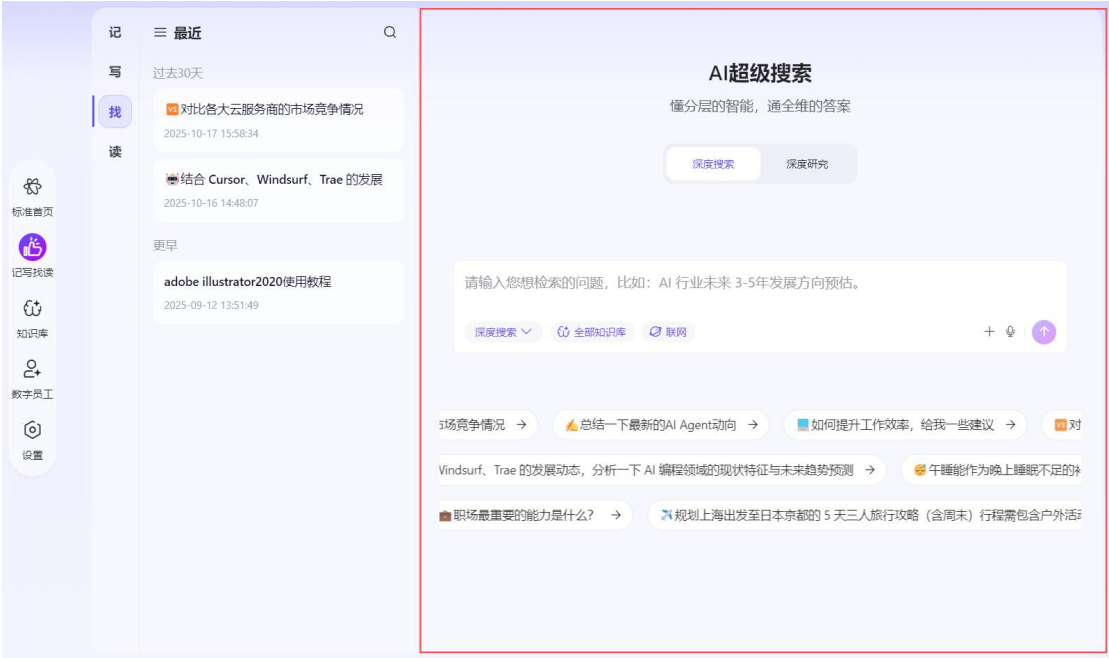 标准首页
记写找读
知识库
数字员工
设置
记
写
找
读
最近
过去30天
🆚对比各大云服务商的市场竞争情况
2025-10-17 15:58:34
结合 Cursor、Windsurf、Trae 的发展
2025-10-16 14:48:07
更早
adobe illustrator2020使用教程
2025-09-12 13:51:49
AI超级搜索
懂分层的智能，通全维的答案
深度搜索 深度研究
请输入您想检索的问题，比如：AI 行业未来 3-5年发展方向预估。
深度搜索 全部知识库 联网
市场竞争情况 → ✍总结一下最新的AI Agent动向 → 如何提升工作效率，给我一些建议 → 🆚对
Windsurf、Trae 的发展动态，分析一下 AI 编程领域的现状特征与未来趋势预测 → 😴午睡能作为晚上睡眠不足的
💼职场最重要的能力是什么？ → ✈规划上海出发至日本京都的 5 天三人旅行攻略（含周末）行程需包含户外活动